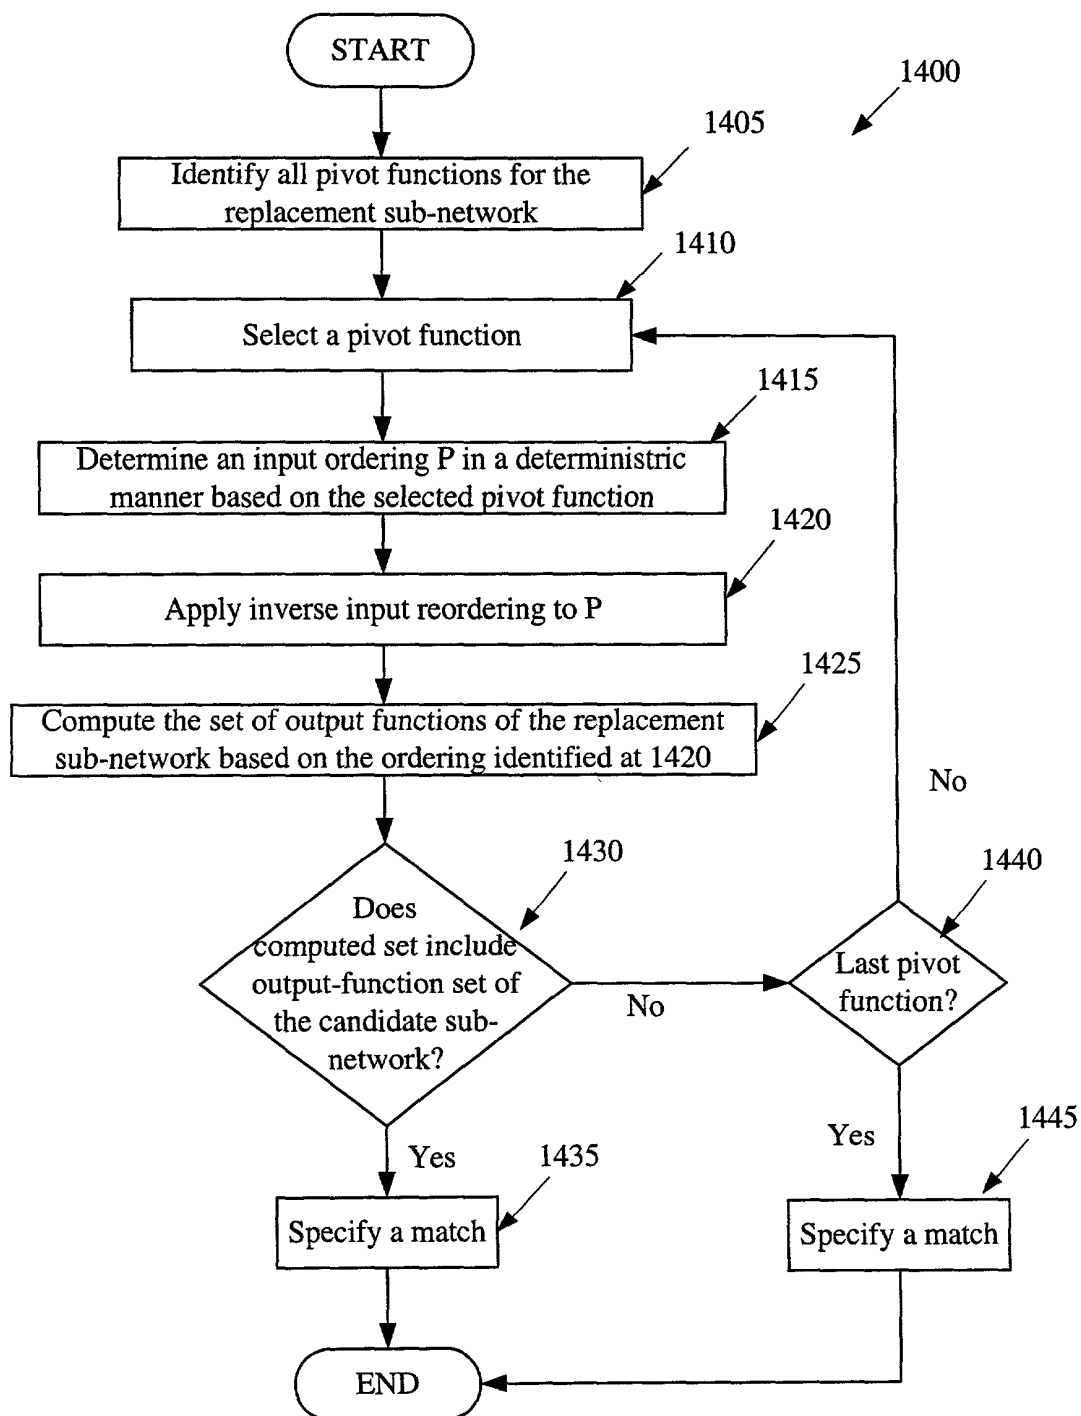 START
1400
1405
Identify all pivot functions for the
replacement sub-network
1410
Select a pivot function
1415
Determine an input ordering P in a deterministric
manner based on the selected pivot function
1420
Apply inverse input reordering to P
1425
Compute the set of output functions of the replacement
sub-network based on the ordering identified at 1420
No
1430
1440
Does
computed set include
output-function set of
the candidate sub-
network?
No
Last pivot
function?
Yes
1435
Yes
1445
Specify a match
Specify a match
END